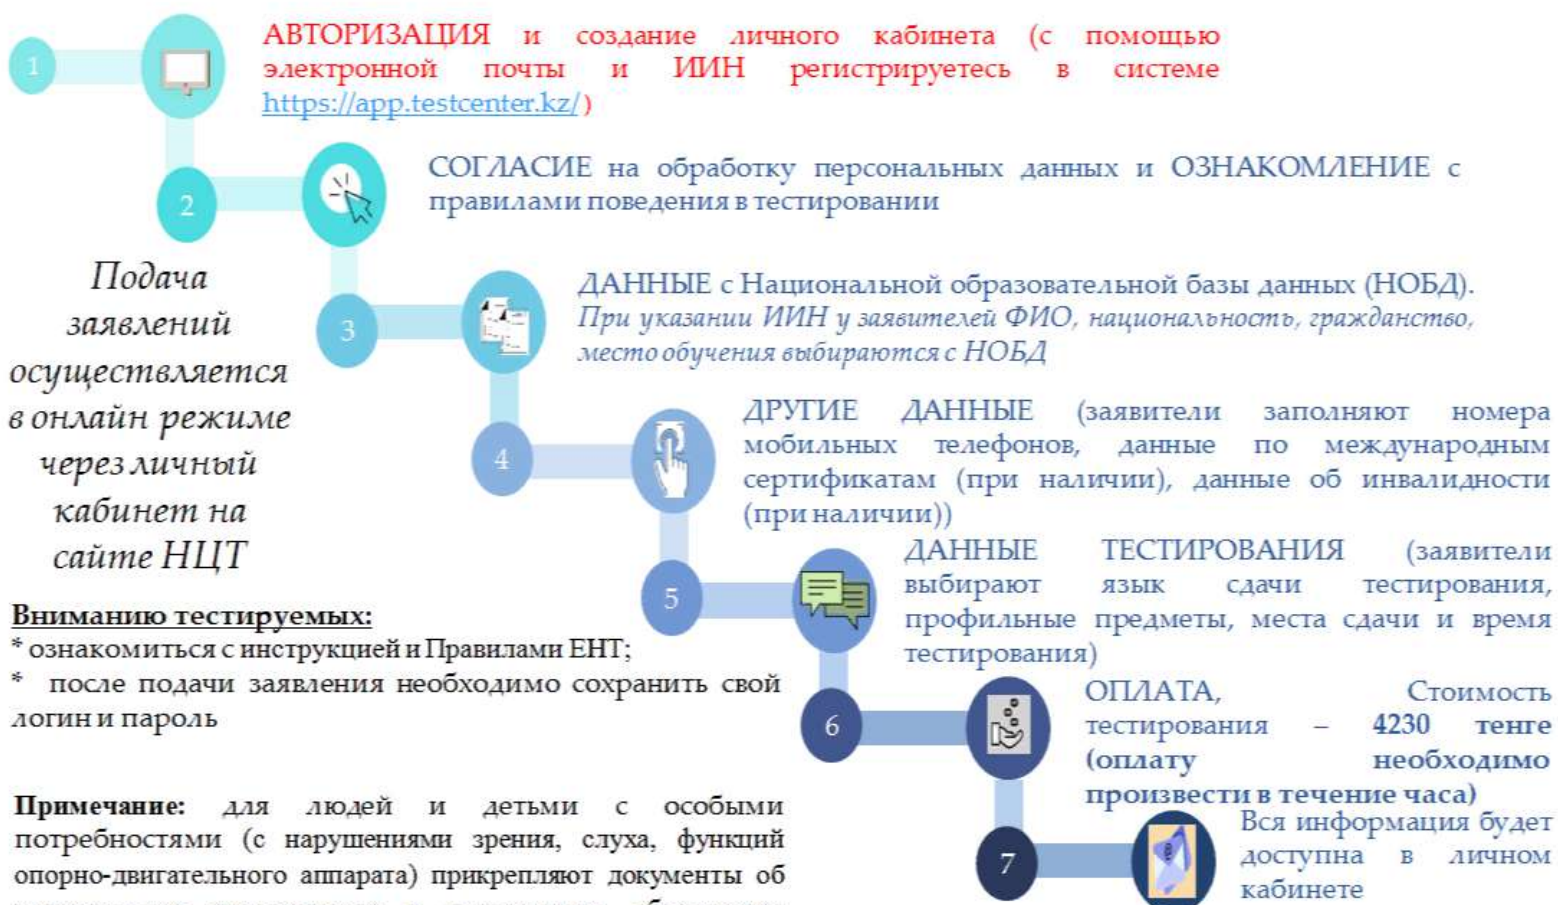 1
АВТОРИЗАЦИЯ и создание личного кабинета (с помощью
электронной почты и ИИН регистрируетесь в системе
https://app.testcenter.kz/)
2
СОГЛАСИЕ на обработку персональных данных и ОЗНАКОМЛЕНИЕ с
правилами поведения в тестировании
Подача
заявлений
осуществляется
в онлайн режиме
через личный
кабинет на
сайте НЦТ
3
ДАННЫЕ с Национальной образовательной базы данных (НОБД).
При указании ИИН у заявителей ФИО, национальность, гражданство,
место обучения выбираются с НОБД
4
ДРУГИЕ ДАННЫЕ (заявители заполняют номера
мобильных телефонов, данные по международным
сертификатам (при наличии), данные об инвалидности
(при наличии))
5
ДАННЫЕ ТЕСТИРОВАНИЯ (заявители
выбирают язык сдачи тестирования,
профильные предметы, места сдачи и время
тестирования)
Вниманию тестируемых:
* ознакомиться с инструкцией и Правилами ЕНТ;
* после подачи заявления необходимо сохранить свой
логин и пароль
6
ОПЛАТА, Стоимость
тестирования – 4230 тенге
(оплату необходимо
произвести в течение часа)
7
Вся информация будет
доступна в личном
кабинете
Примечание: для людей и детьми с особыми
потребностями (с нарушениями зрения, слуха, функций
опорно-двигательного аппарата) прикрепляют документы об